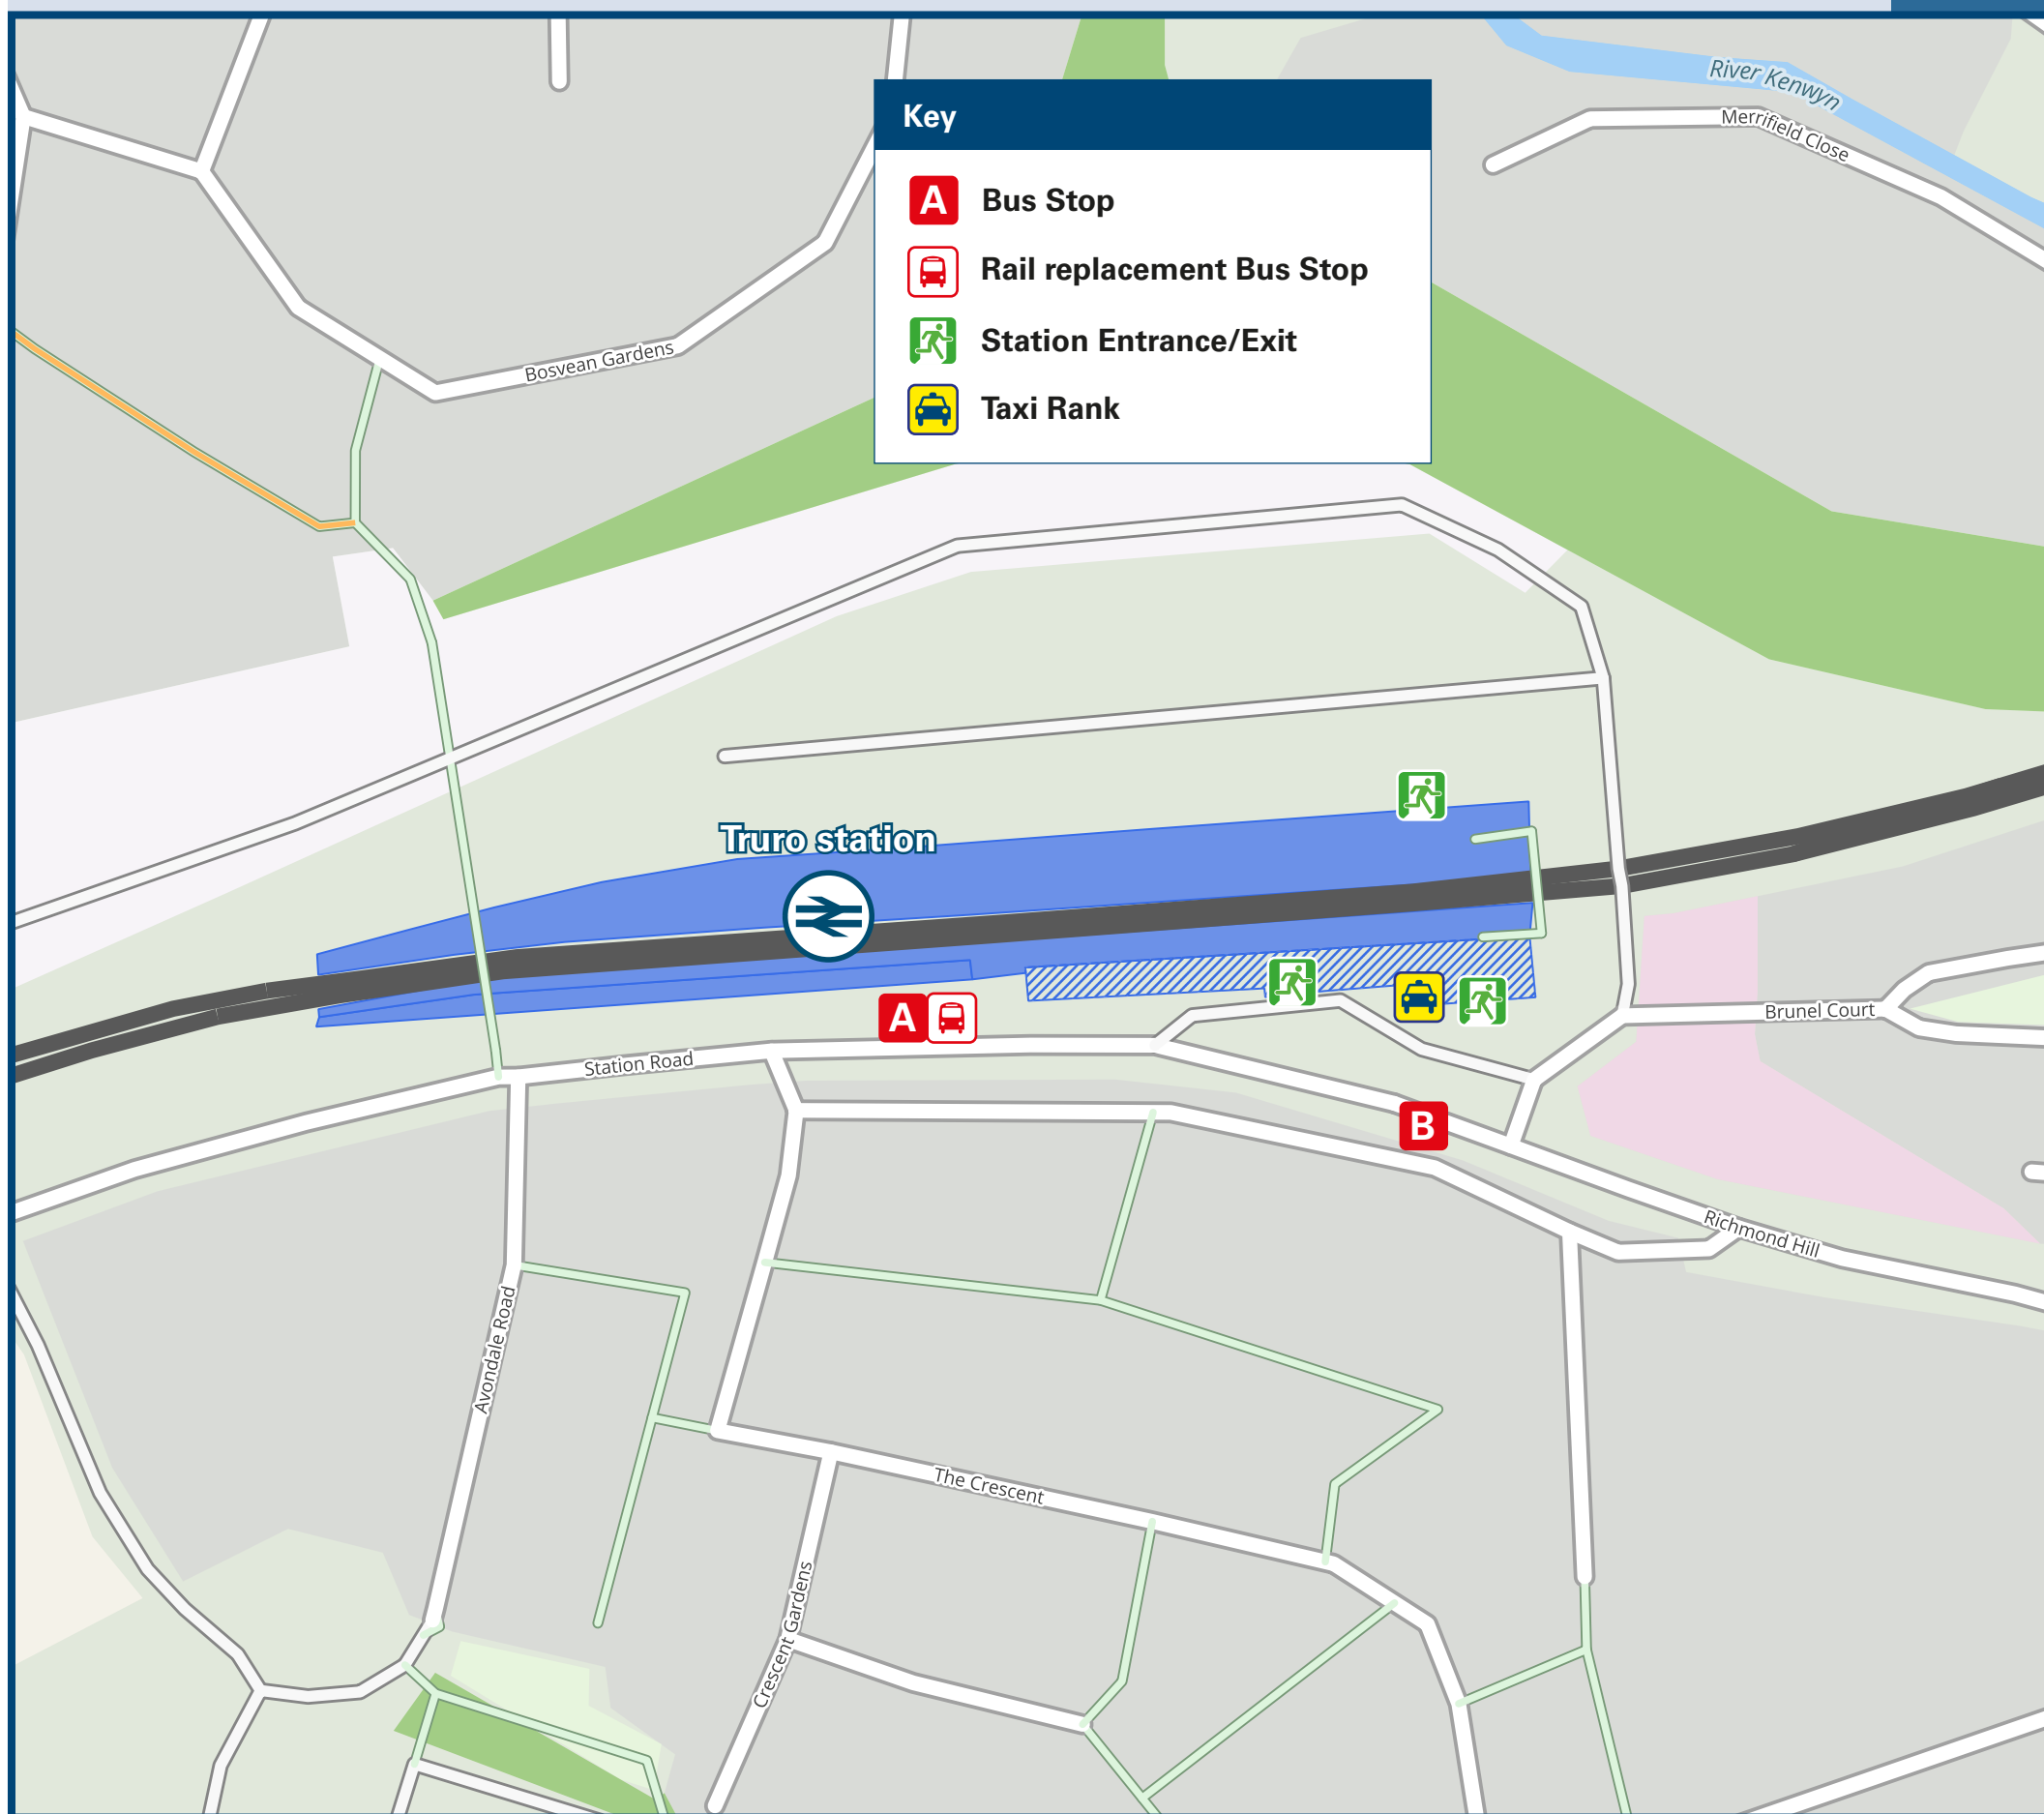 River Kenwyn
Merrifield Close
Key
A Bus Stop
Rail replacement Bus Stop
Station Entrance/Exit
Taxi Rank
Bosvean Gardens
Truro station
A
Station Road
Brunel Court
B
Richmond Hill
Avondale Road
The Crescent
Crescent Gardens